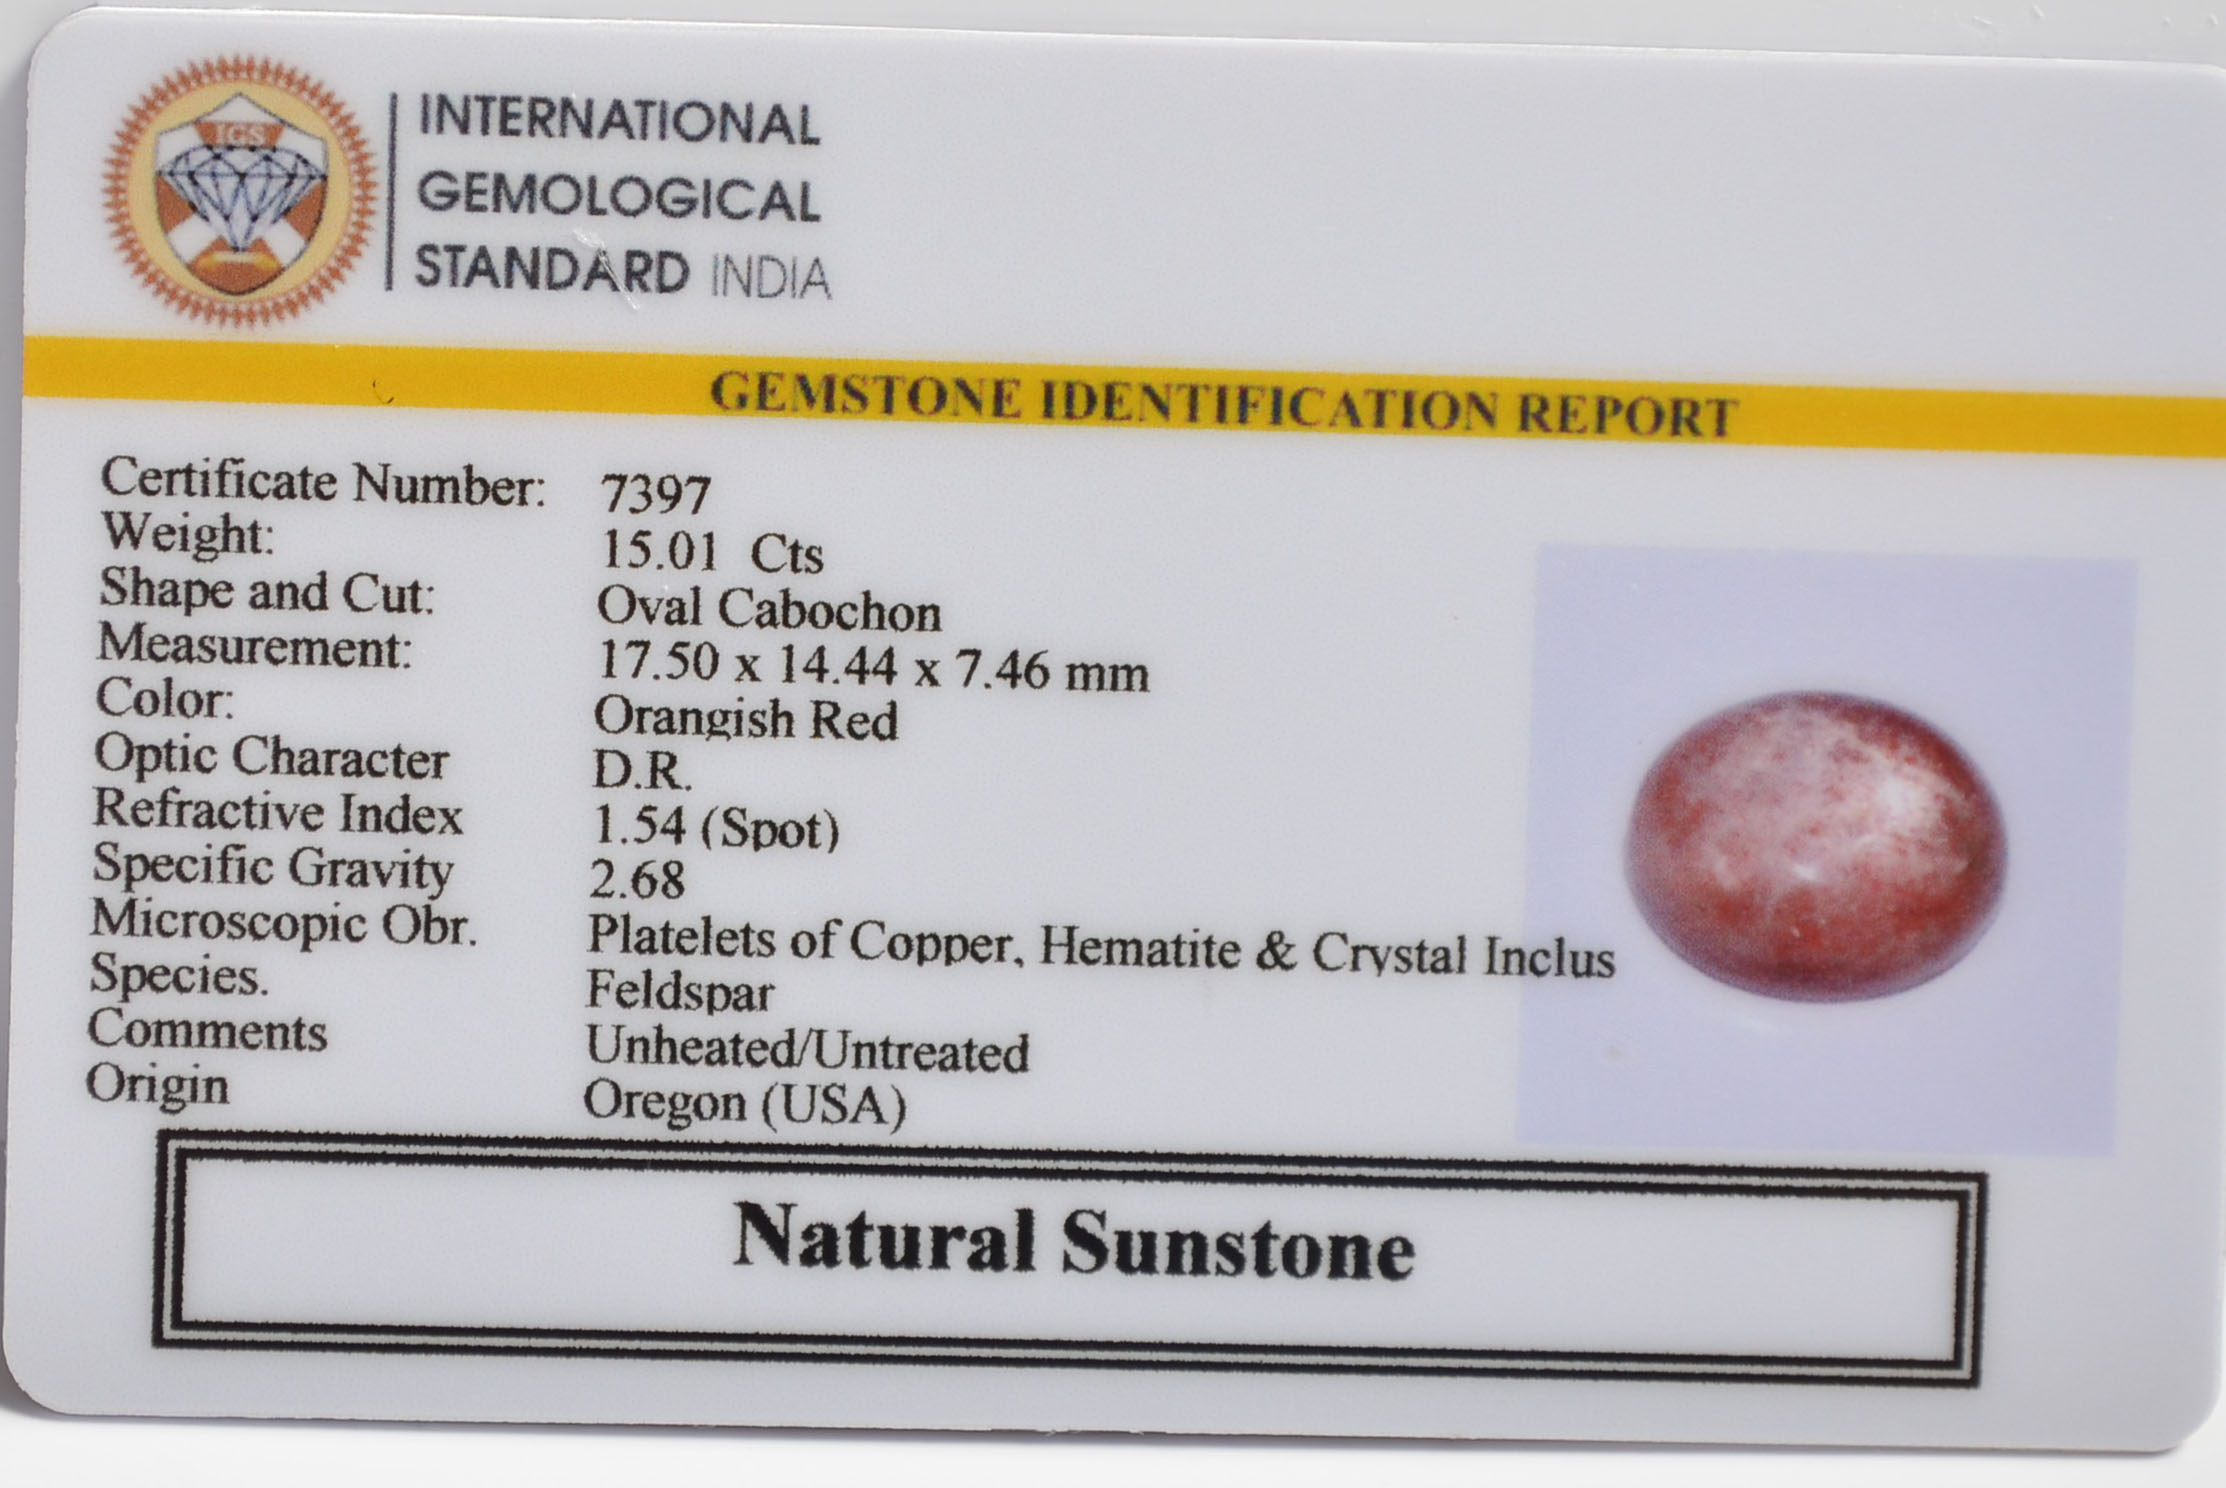 IGS
INTERNATIONAL
GEMOLOGICAL
STANDARD INDIA
GEMSTONE IDENTIFICATION REPORT
Certificate Number: 7397
Weight: 15.01 Cts
Shape and Cut: Oval Cabochon
Measurement: 17.50 x 14.44 x 7.46 mm
Color: Orangish Red
Optic Character D.R.
Refractive Index 1.54 (Spot)
Specific Gravity 2.68
Microscopic Obr. Platelets of Copper, Hematite & Crystal Inclus
Species. Feldspar
Comments Unheated/Untreated
Origin Oregon (USA)
Natural Sunstone